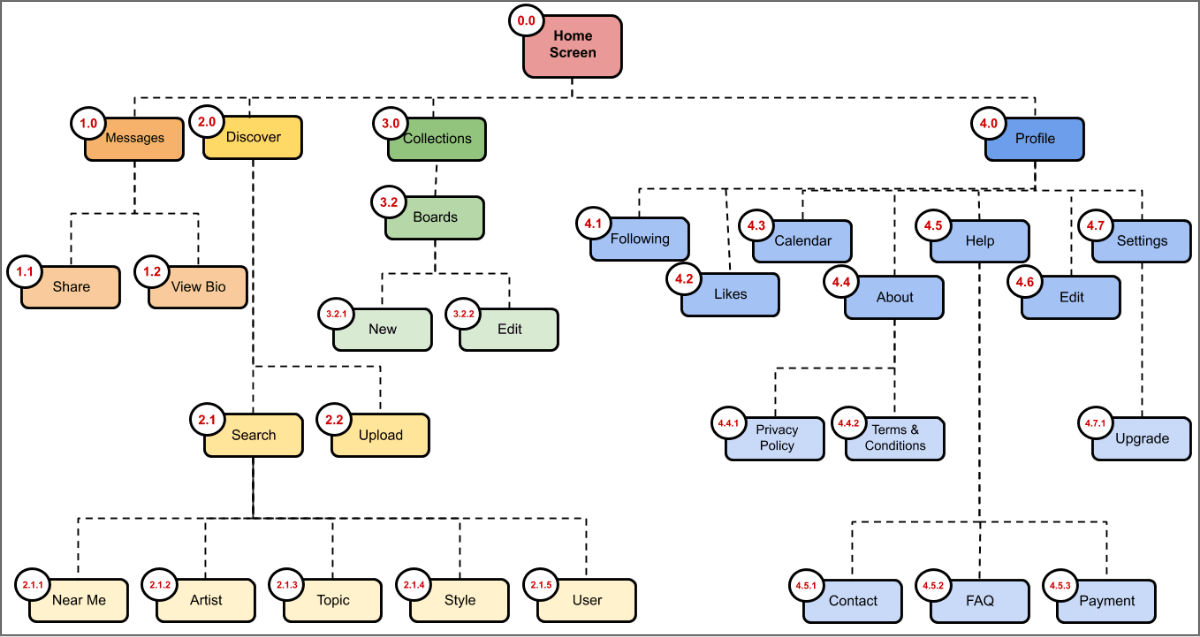 0.0
Home
Screen
1.0
Messages
2.0
Discover
3.0
Collections
4.0
Profile
3.2
Boards
4.1
Following
4.2
Likes
4.3
Calendar
4.4
About
4.5
Help
4.6
Edit
4.7
Settings
1.1
Share
1.2
View Bio
3.2.1
New
3.2.2
Edit
2.1
Search
2.2
Upload
4.4.1
Privacy
Policy
4.4.2
Terms &
Conditions
4.7.1
Upgrade
2.1.1
Near Me
2.1.2
Artist
2.1.3
Topic
2.1.4
Style
2.1.5
User
4.5.1
Contact
4.5.2
FAQ
4.5.3
Payment